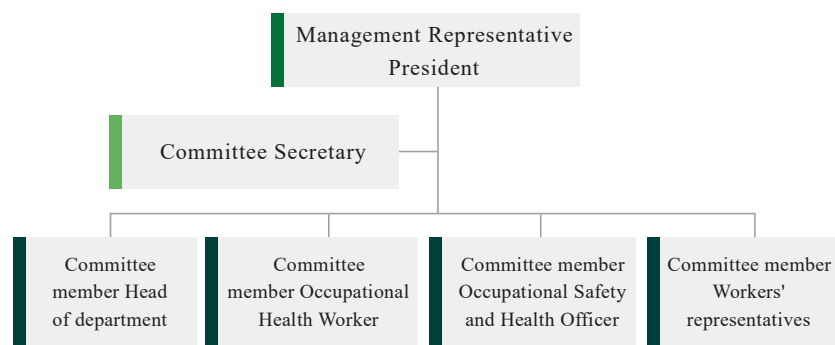 Management Representative
President
Committee Secretary
Committee
member Head
of department
Committee
member Occupational
Health Worker
Committee member
Occupational Safety
and Health Officer
Committee member
Workers'
representatives